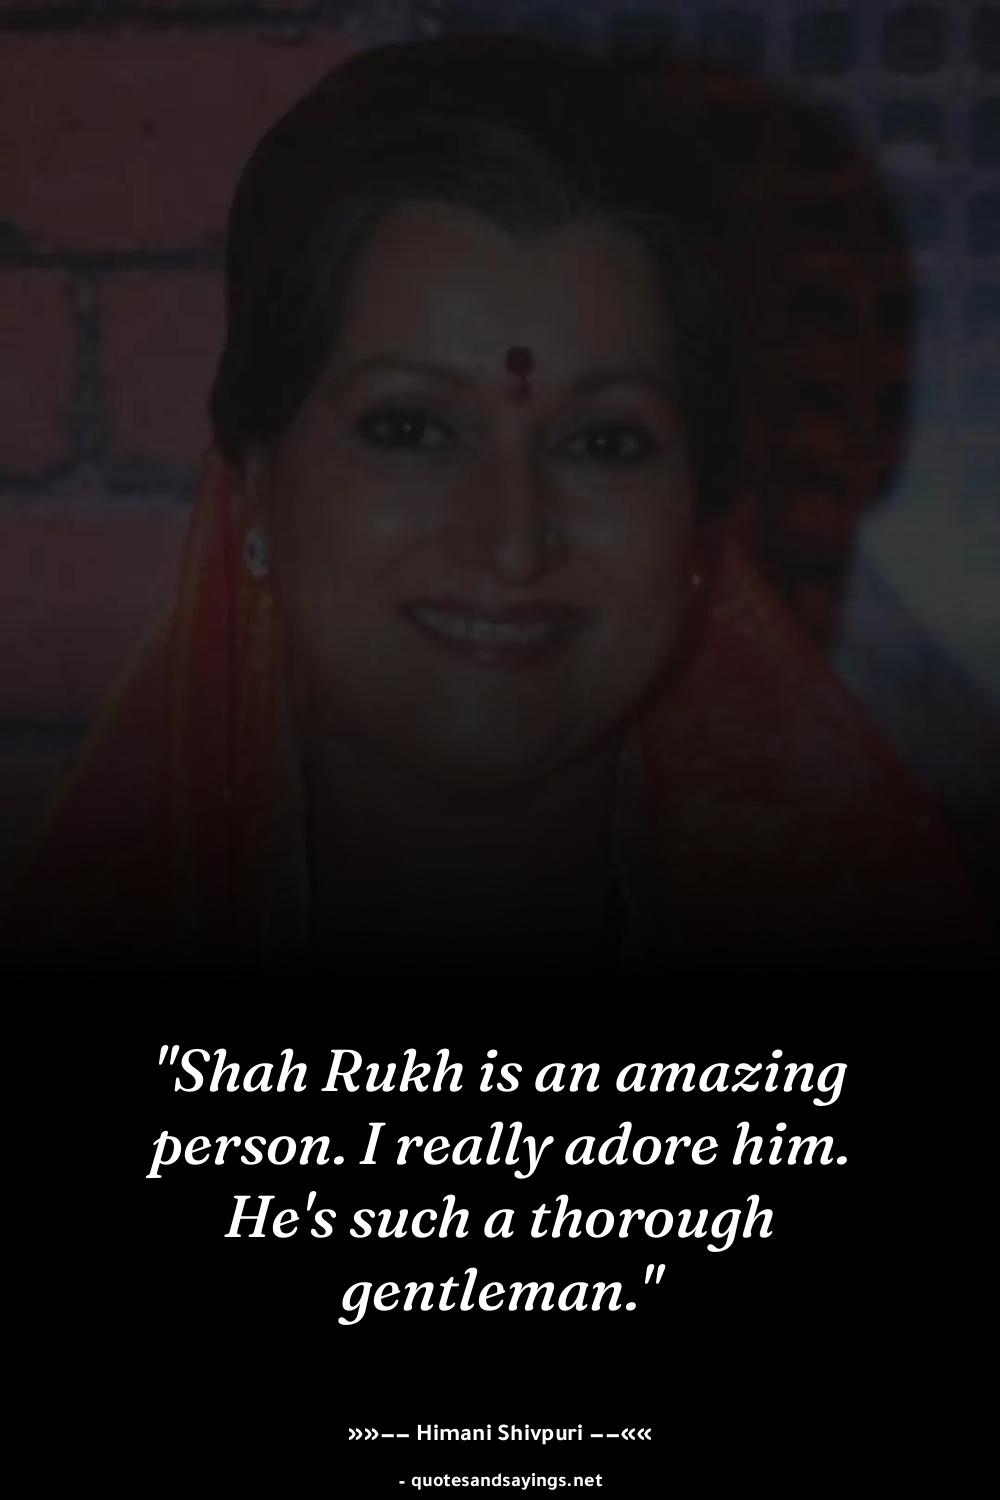 "Shah Rukh is an amazing
person. I really adore him.
He's such a thorough
gentleman."
»»−− Himani Shivpuri −−««
- quotesandsayings.net